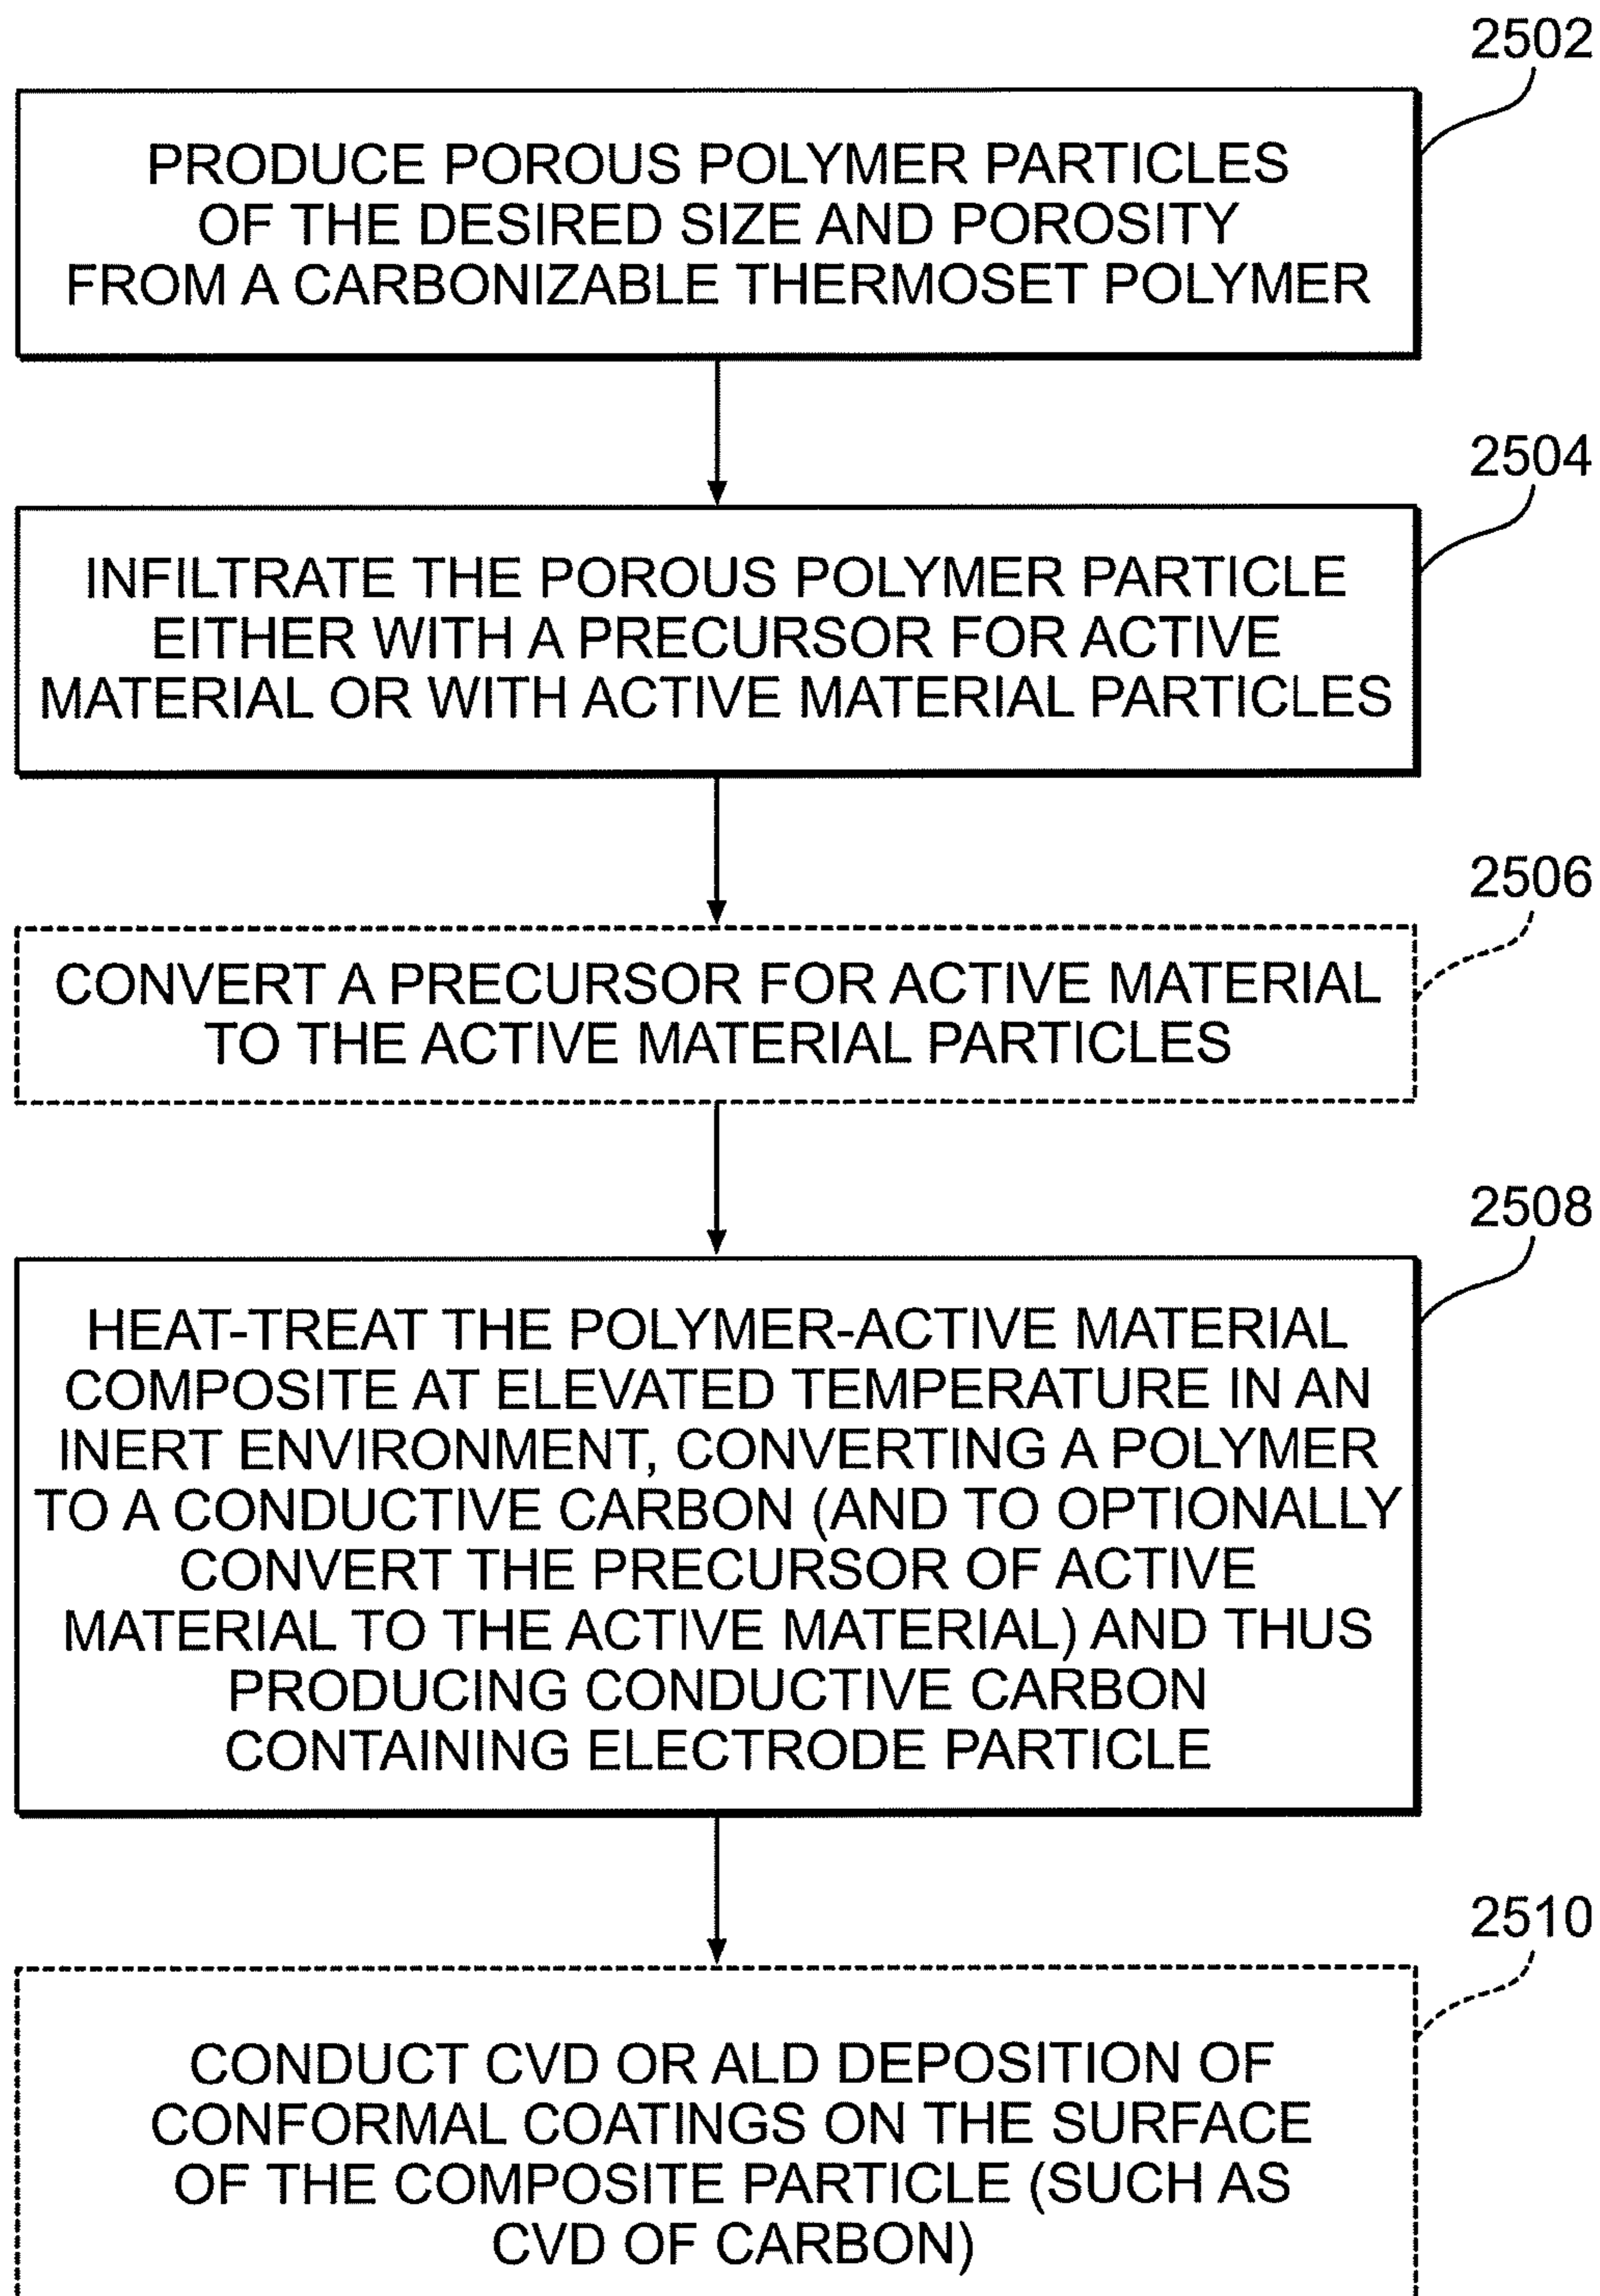 2502
PRODUCE POROUS POLYMER PARTICLES
OF THE DESIRED SIZE AND POROSITY
FROM A CARBONIZABLE THERMOSET POLYMER
2504
INFILTRATE THE POROUS POLYMER PARTICLE
EITHER WITH A PRECURSOR FOR ACTIVE
MATERIAL OR WITH ACTIVE MATERIAL PARTICLES
2506
CONVERT A PRECURSOR FOR ACTIVE MATERIAL
TO THE ACTIVE MATERIAL PARTICLES
2508
HEAT-TREAT THE POLYMER-ACTIVE MATERIAL
COMPOSITE AT ELEVATED TEMPERATURE IN AN
INERT ENVIRONMENT, CONVERTING A POLYMER
TO A CONDUCTIVE CARBON (AND TO OPTIONALLY
CONVERT THE PRECURSOR OF ACTIVE
MATERIAL TO THE ACTIVE MATERIAL) AND THUS
PRODUCING CONDUCTIVE CARBON
CONTAINING ELECTRODE PARTICLE
2510
CONDUCT CVD OR ALD DEPOSITION OF
CONFORMAL COATINGS ON THE SURFACE
OF THE COMPOSITE PARTICLE (SUCH AS
CVD OF CARBON)